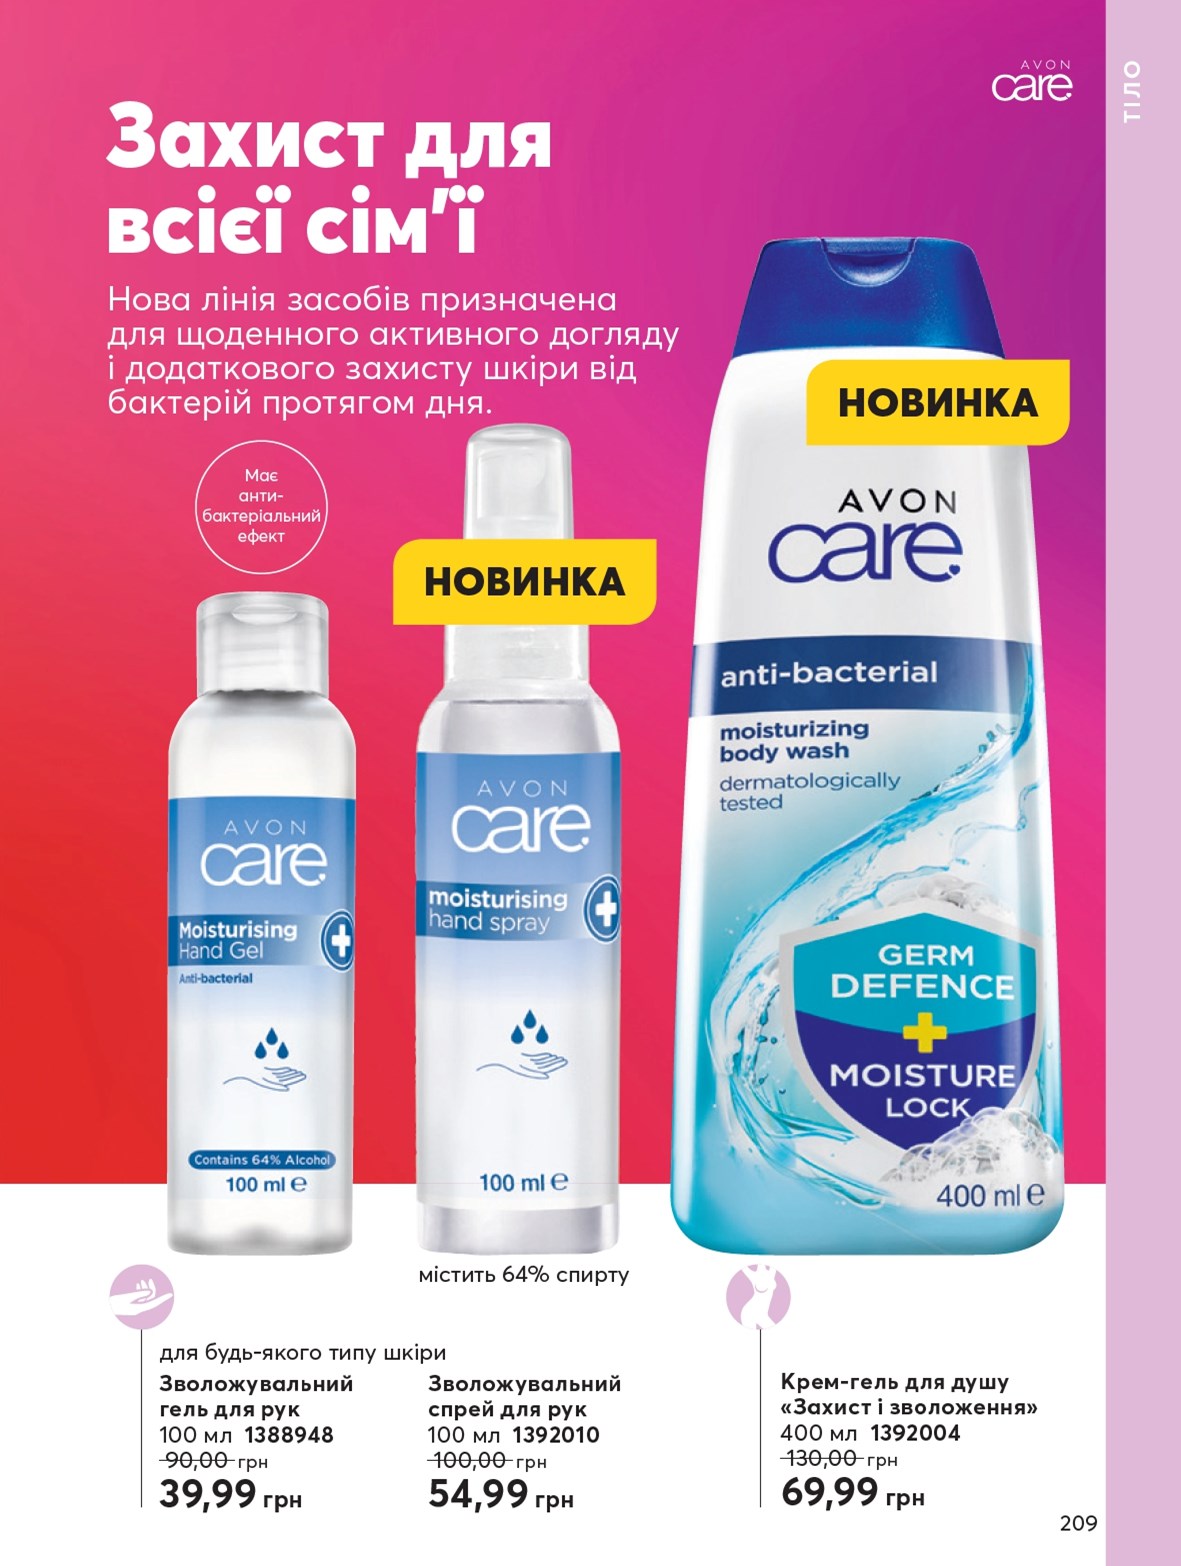 AVON
care
ТІЛО
Захист для
всієї сім’ї
Нова лінія засобів призначена
для щоденного активного догляду
і додаткового захисту шкіри від
бактерій протягом дня.
Має
анти-
бактеріальний
ефект
НОВИНКА
НОВИНКА
AVON
care
Moisturising
Hand Gel
Anti-bacterial
Contains 64% Alcohol
100 ml e
AVON
care
moisturising
hand spray
100 ml e
AVON
care
anti-bacterial
moisturizing
body wash
dermatologically
tested
GERM
DEFENCE
+
MOISTURE
LOCK
400 ml e
містить 64% спирту
для будь-якого типу шкіри
Зволожувальний
гель для рук
100 мл 1388948
90,00 грн
39,99 грн
Зволожувальний
спрей для рук
100 мл 1392010
100,00 грн
54,99 грн
Крем-гель для душу
«Захист і зволоження»
400 мл 1392004
130,00 грн
69,99 грн
209